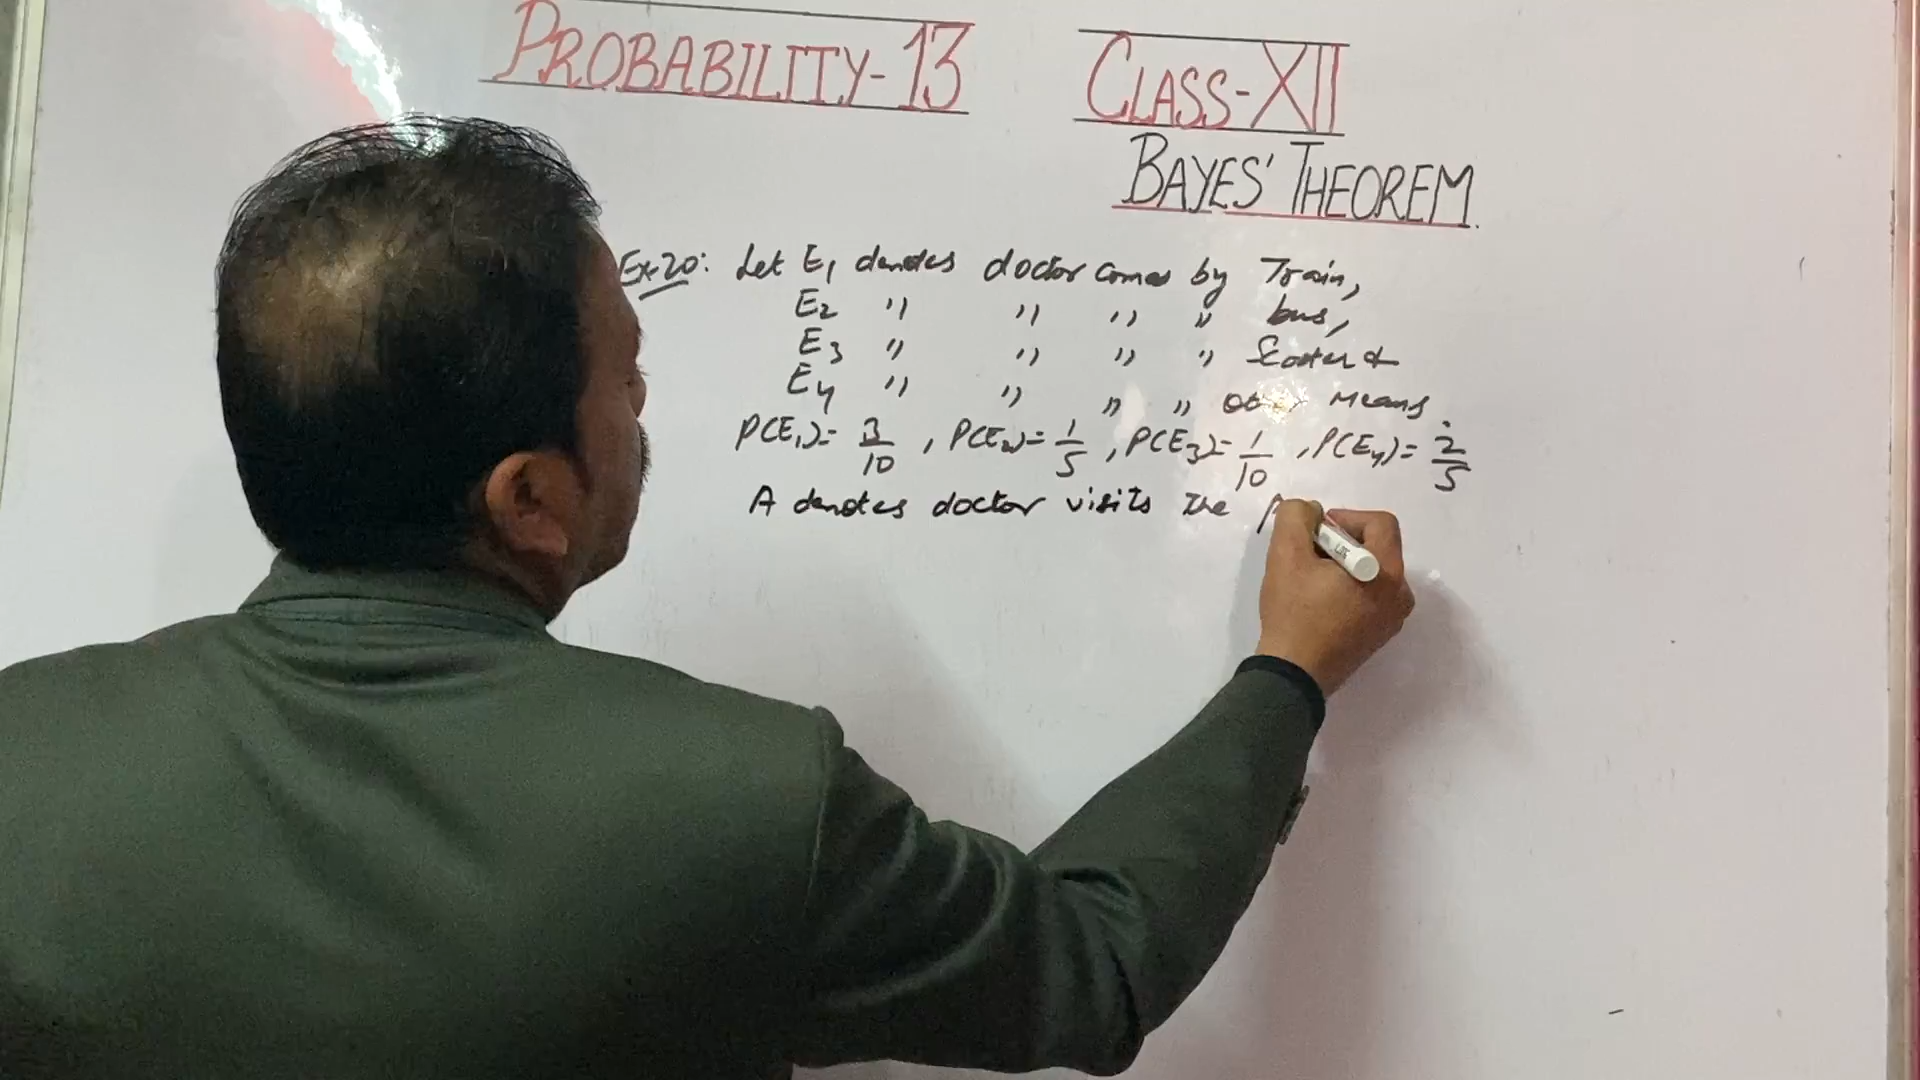 PROBABILITY-13 CLASS-XII
BAYES' THEOREM
Ex-20: Let E1 denotes doctor comes by Train,
E2 " " " " bus,
E3 " " " " Scooter &
E4 " " " " Means.
P(E1)= 3/10, P(E2)= 1/5, P(E3)= 1/10, P(E4)= 2/5
A denotes doctor visits the